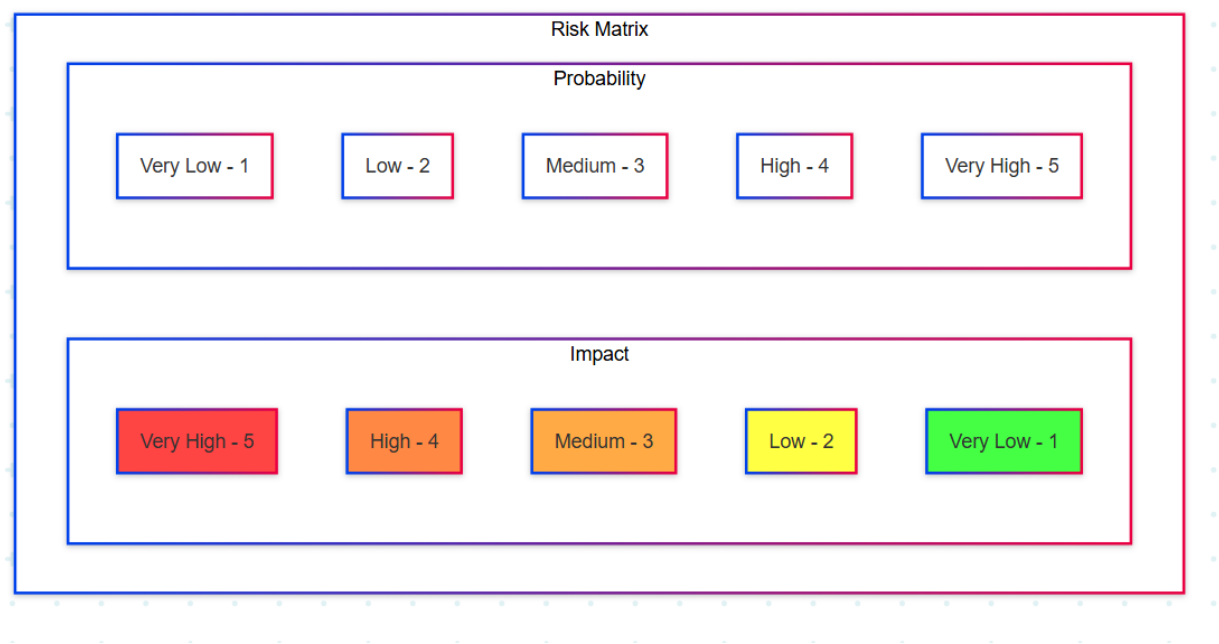 Risk Matrix
Probability
Very Low - 1
Low - 2
Medium - 3
High - 4
Very High - 5
Impact
Very High - 5
High - 4
Medium - 3
Low - 2
Very Low - 1